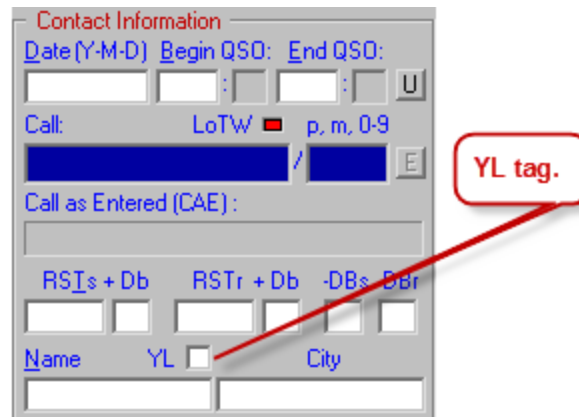 Contact Information
Date (Y-M-D) Begin QSO: End QSO:
: : U
Call: LoTW p, m, 0-9
/ E
YL tag.
Call as Entered (CAE) :
RSTs + Db RSTr + Db -DBs -DBr
Name YL City